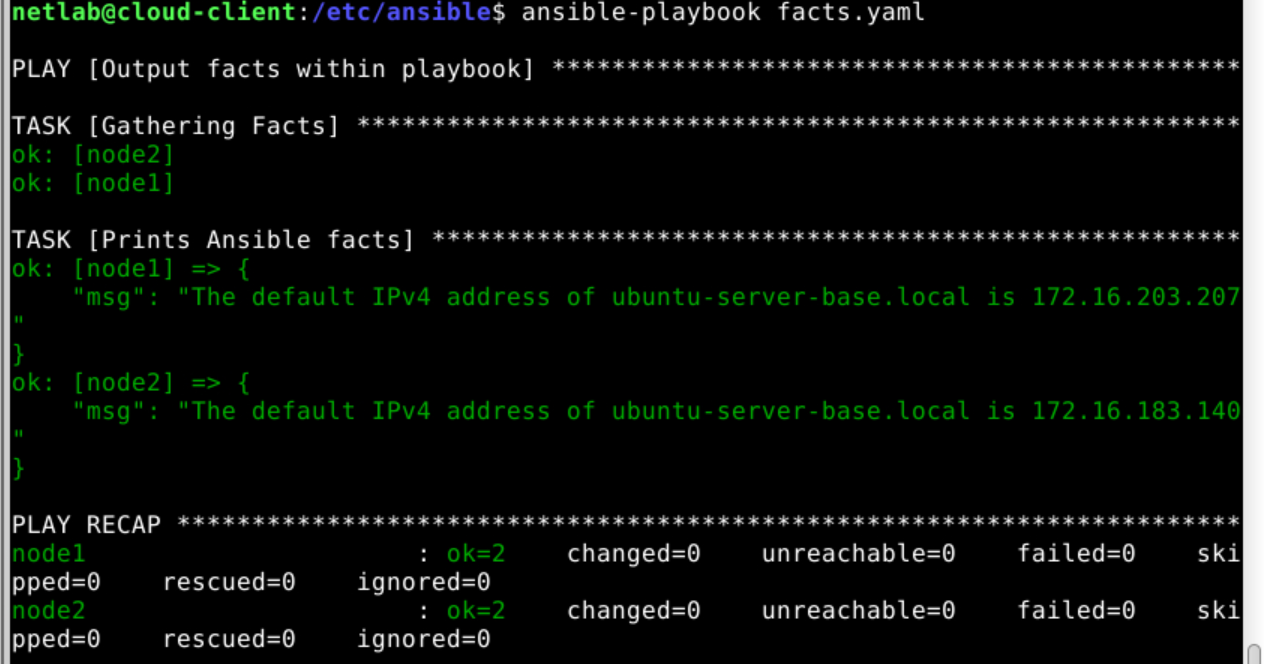 netlab@cloud-client:/etc/ansible$ ansible-playbook facts.yaml
PLAY [Output facts within playbook] **********************************************
TASK [Gathering Facts] ***********************************************************
ok: [node2]
ok: [node1]
TASK [Prints Ansible facts] ******************************************************
ok: [node1] => {
    "msg": "The default IPv4 address of ubuntu-server-base.local is 172.16.203.207
"
}
ok: [node2] => {
    "msg": "The default IPv4 address of ubuntu-server-base.local is 172.16.183.140
"
}
PLAY RECAP ***********************************************************************
node1                      : ok=2    changed=0    unreachable=0    failed=0    ski
pped=0    rescued=0    ignored=0
node2                      : ok=2    changed=0    unreachable=0    failed=0    ski
pped=0    rescued=0    ignored=0